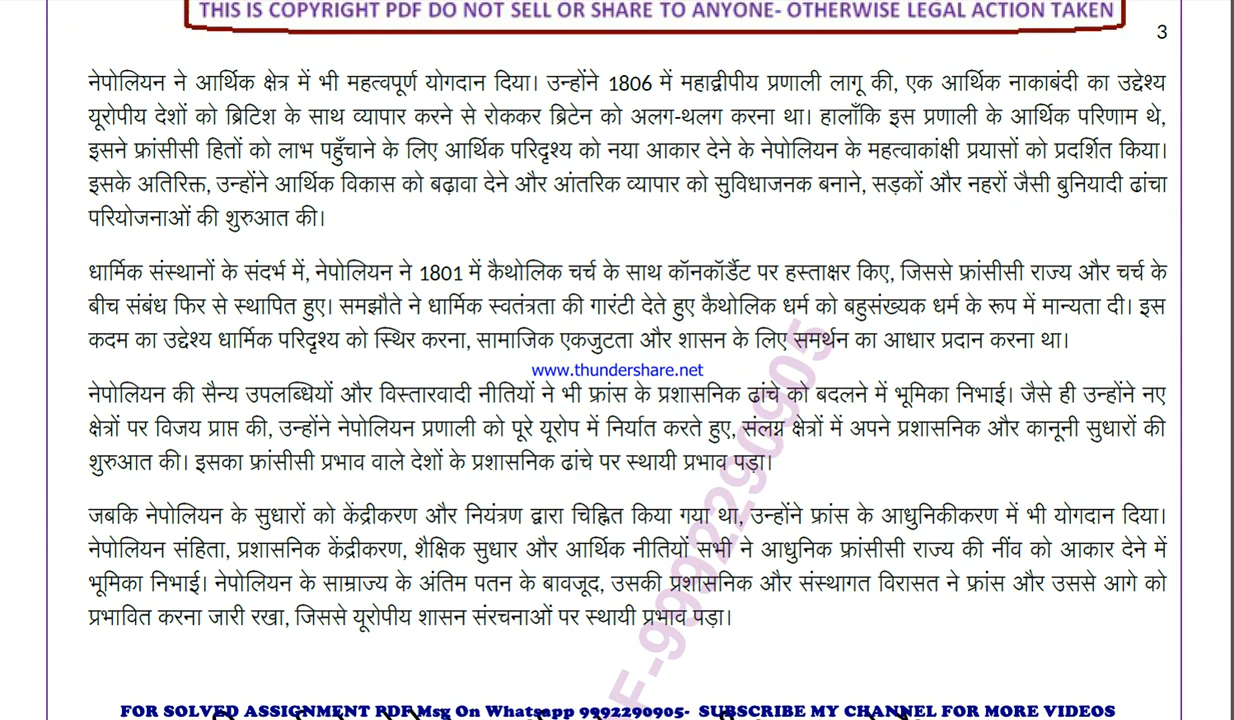 THIS IS COPYRIGHT PDF DO NOT SELL OR SHARE TO ANYONE- OTHERWISE LEGAL ACTION TAKEN
3
नेपोलियन ने आर्थिक क्षेत्र में भी महत्वपूर्ण योगदान दिया। उन्होंने 1806 में महाद्वीपीय प्रणाली लागू की, एक आर्थिक नाकाबंदी का उद्देश्य
यूरोपीय देशों को ब्रिटिश के साथ व्यापार करने से रोककर ब्रिटेन को अलग-थलग करना था। हालाँकि इस प्रणाली के आर्थिक परिणाम थे,
इसने फ्रांसीसी हितों को लाभ पहुँचाने के लिए आर्थिक परिदृश्य को नया आकार देने के नेपोलियन के महत्वाकांक्षी प्रयासों को प्रदर्शित किया।
इसके अतिरिक्त, उन्होंने आर्थिक विकास को बढ़ावा देने और आंतरिक व्यापार को सुविधाजनक बनाने, सड़कों और नहरों जैसी बुनियादी ढांचा
परियोजनाओं की शुरुआत की।
धार्मिक संस्थानों के संदर्भ में, नेपोलियन ने 1801 में कैथोलिक चर्च के साथ कॉनकॉर्डैट पर हस्ताक्षर किए, जिससे फ्रांसीसी राज्य और चर्च के
बीच संबंध फिर से स्थापित हुए। समझौते ने धार्मिक स्वतंत्रता की गारंटी देते हुए कैथोलिक धर्म को बहुसंख्यक धर्म के रूप में मान्यता दी। इस
कदम का उद्देश्य धार्मिक परिदृश्य को स्थिर करना, सामाजिक एकजुटता और शासन के लिए समर्थन का आधार प्रदान करना था।
www.thundershare.net
नेपोलियन की सैन्य उपलब्धियों और विस्तारवादी नीतियों ने भी फ्रांस के प्रशासनिक ढांचे को बदलने में भूमिका निभाई। जैसे ही उन्होंने नए
क्षेत्रों पर विजय प्राप्त की, उन्होंने नेपोलियन प्रणाली को पूरे यूरोप में निर्यात करते हुए, संलग्न क्षेत्रों में अपने प्रशासनिक और कानूनी सुधारों की
शुरुआत की। इसका फ्रांसीसी प्रभाव वाले देशों के प्रशासनिक ढांचे पर स्थायी प्रभाव पड़ा।
जबकि नेपोलियन के सुधारों को केंद्रीकरण और नियंत्रण द्वारा चिह्नित किया गया था, उन्होंने फ्रांस के आधुनिकीकरण में भी योगदान दिया।
नेपोलियन संहिता, प्रशासनिक केंद्रीकरण, शैक्षिक सुधार और आर्थिक नीतियों सभी ने आधुनिक फ्रांसीसी राज्य की नींव को आकार देने में
भूमिका निभाई। नेपोलियन के साम्राज्य के अंतिम पतन के बावजूद, उसकी प्रशासनिक और संस्थागत विरासत ने फ्रांस और उससे आगे को
प्रभावित करना जारी रखा, जिससे यूरोपीय शासन संरचनाओं पर स्थायी प्रभाव पड़ा।
F-9992290905
FOR SOLVED ASSIGNMENT PDF Msg On Whatsapp 9992290905- SUBSCRIBE MY CHANNEL FOR MORE VIDEOS